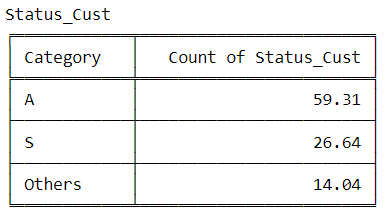 Status_Cust
Category Count of Status_Cust
A 59.31
S 26.64
Others 14.04